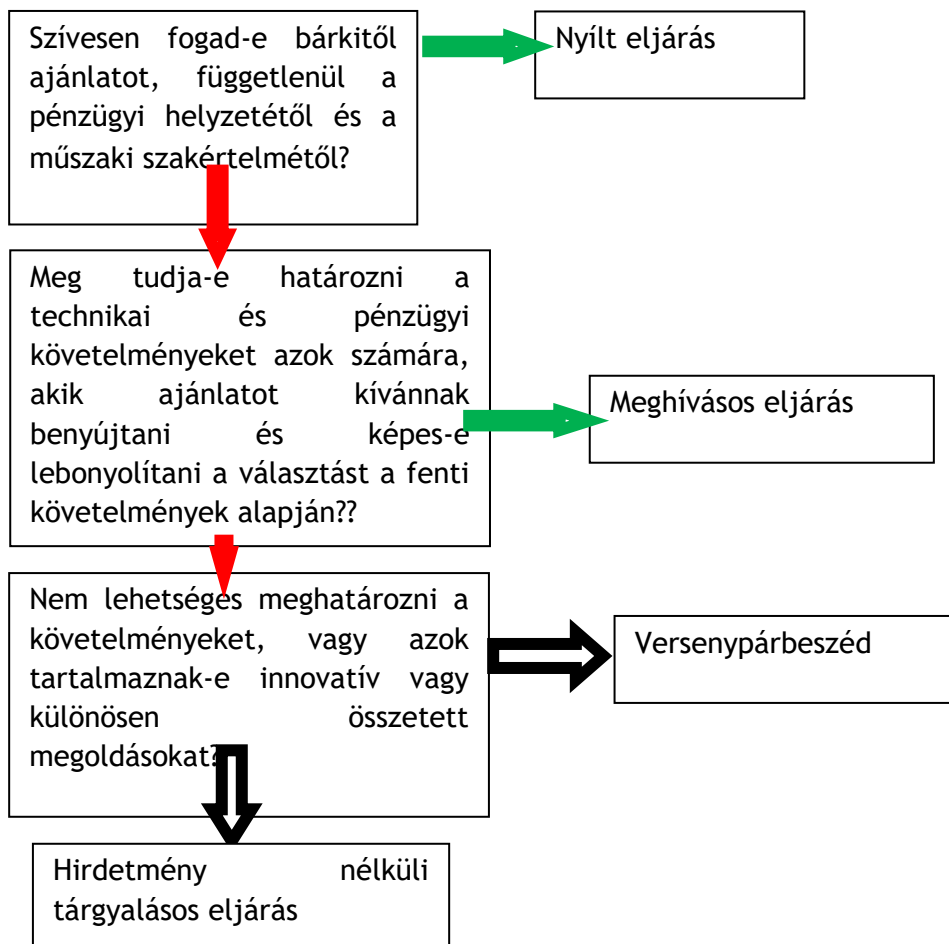 Szívesen fogad-e bárkitől
ajánlatot, függetlenül a
pénzügyi helyzetétől és a
műszaki szakértelmétől?
Nyílt eljárás
Meg tudja-e határozni a
technikai és pénzügyi
követelményeket azok számára,
akik ajánlatot kívánnak
benyújtani és képes-e
lebonyolítani a választást a fenti
követelmények alapján??
Meghívásos eljárás
Nem lehetséges meghatározni a
követelményeket, vagy azok
tartalmaznak-e innovatív vagy
különösen összetett
megoldásokat?
Versenypárbeszéd
Hirdetmény nélküli
tárgyalásos eljárás